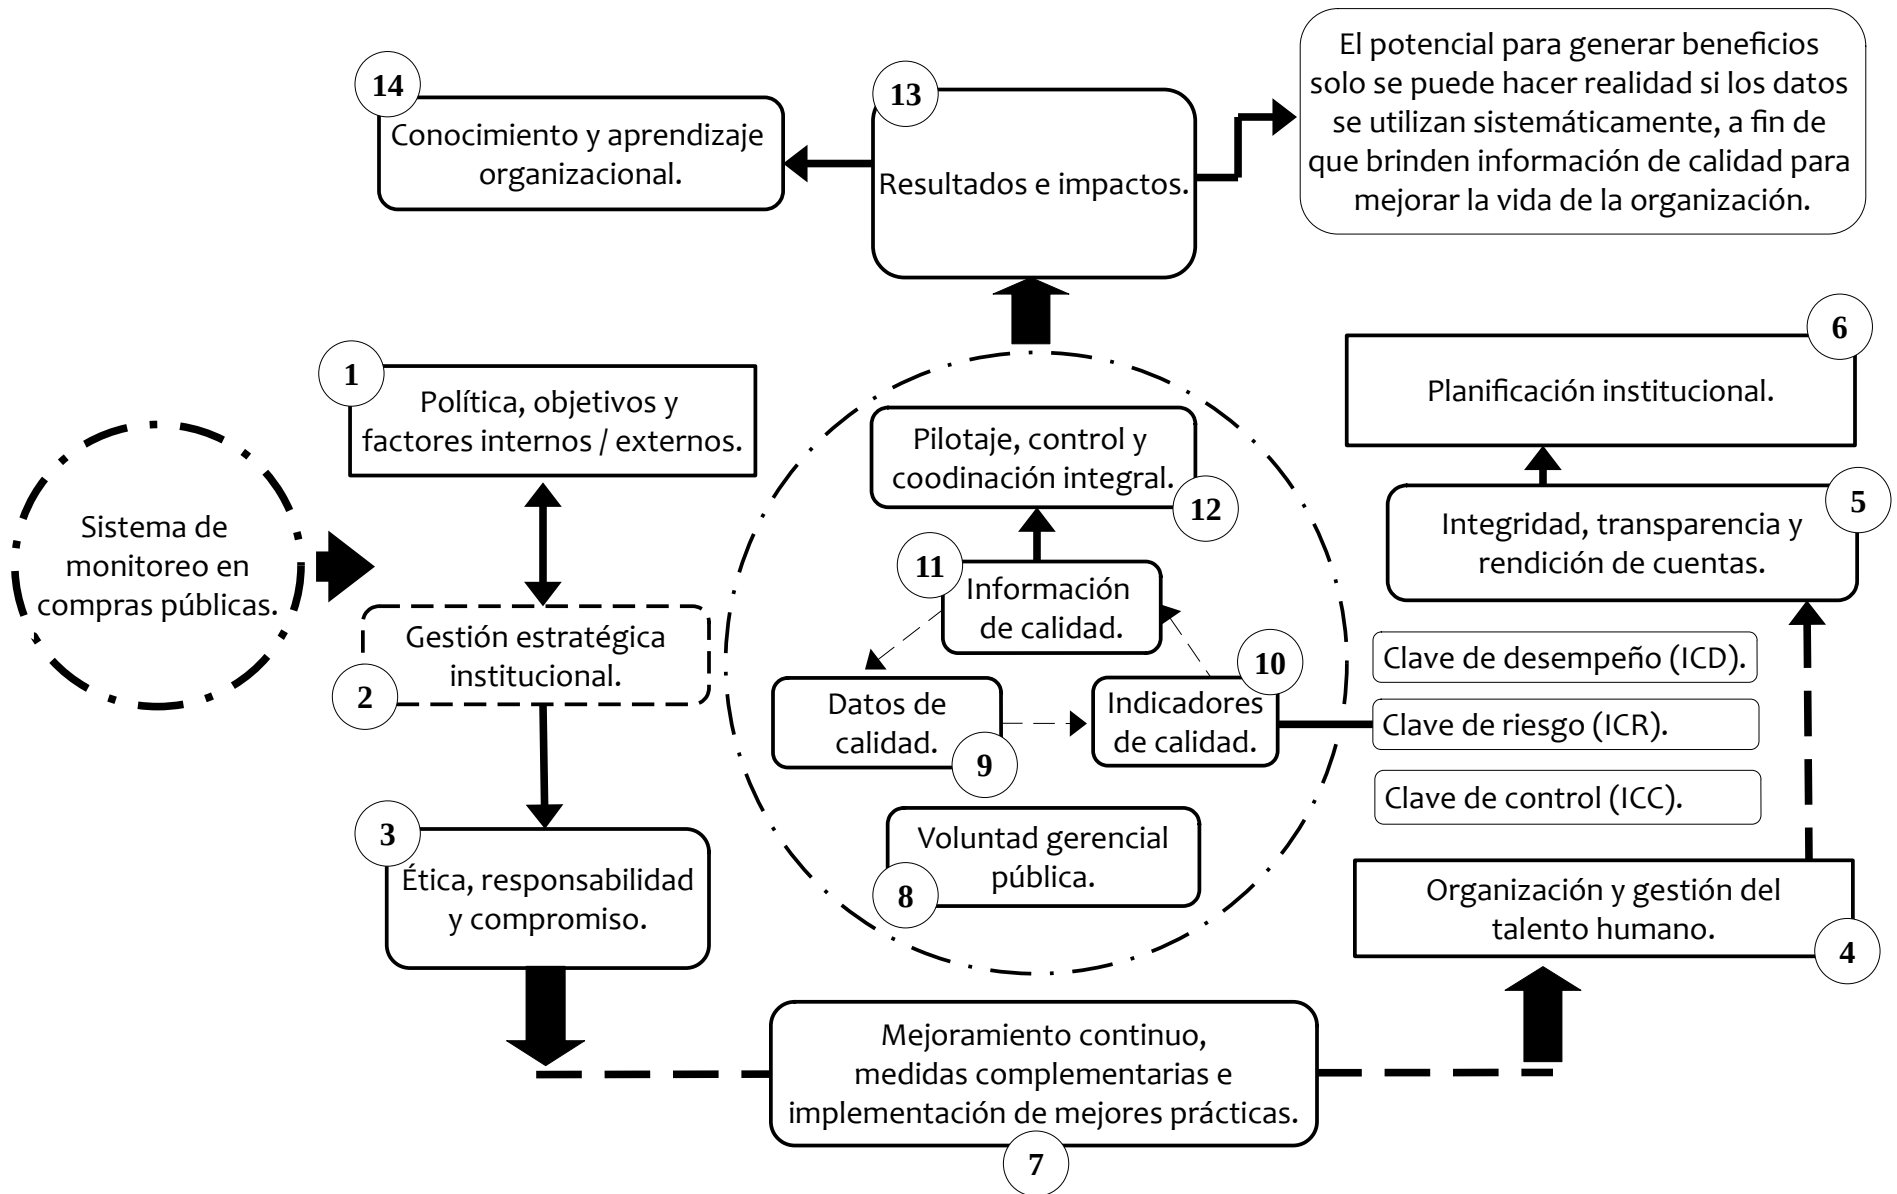 14
Conocimiento y aprendizaje
organizacional.
13
Resultados e impactos.
El potencial para generar beneficios
solo se puede hacer realidad si los datos
se utilizan sistemáticamente, a fin de
que brinden información de calidad para
mejorar la vida de la organización.
Sistema de
monitoreo en
compras públicas.
1
Política, objetivos y
factores internos / externos.
Gestión estratégica
institucional.
2
3
Ética, responsabilidad
y compromiso.
Pilotaje, control y
coodinación integral.
12
11
Información
de calidad.
Datos de
calidad.
9
10
Indicadores
de calidad.
Voluntad gerencial
pública.
8
6
Planificación institucional.
5
Integridad, transparencia y
rendición de cuentas.
Clave de desempeño (ICD).
Clave de riesgo (ICR).
Clave de control (ICC).
Organización y gestión del
talento humano.
4
Mejoramiento continuo,
medidas complementarias e
implementación de mejores prácticas.
7